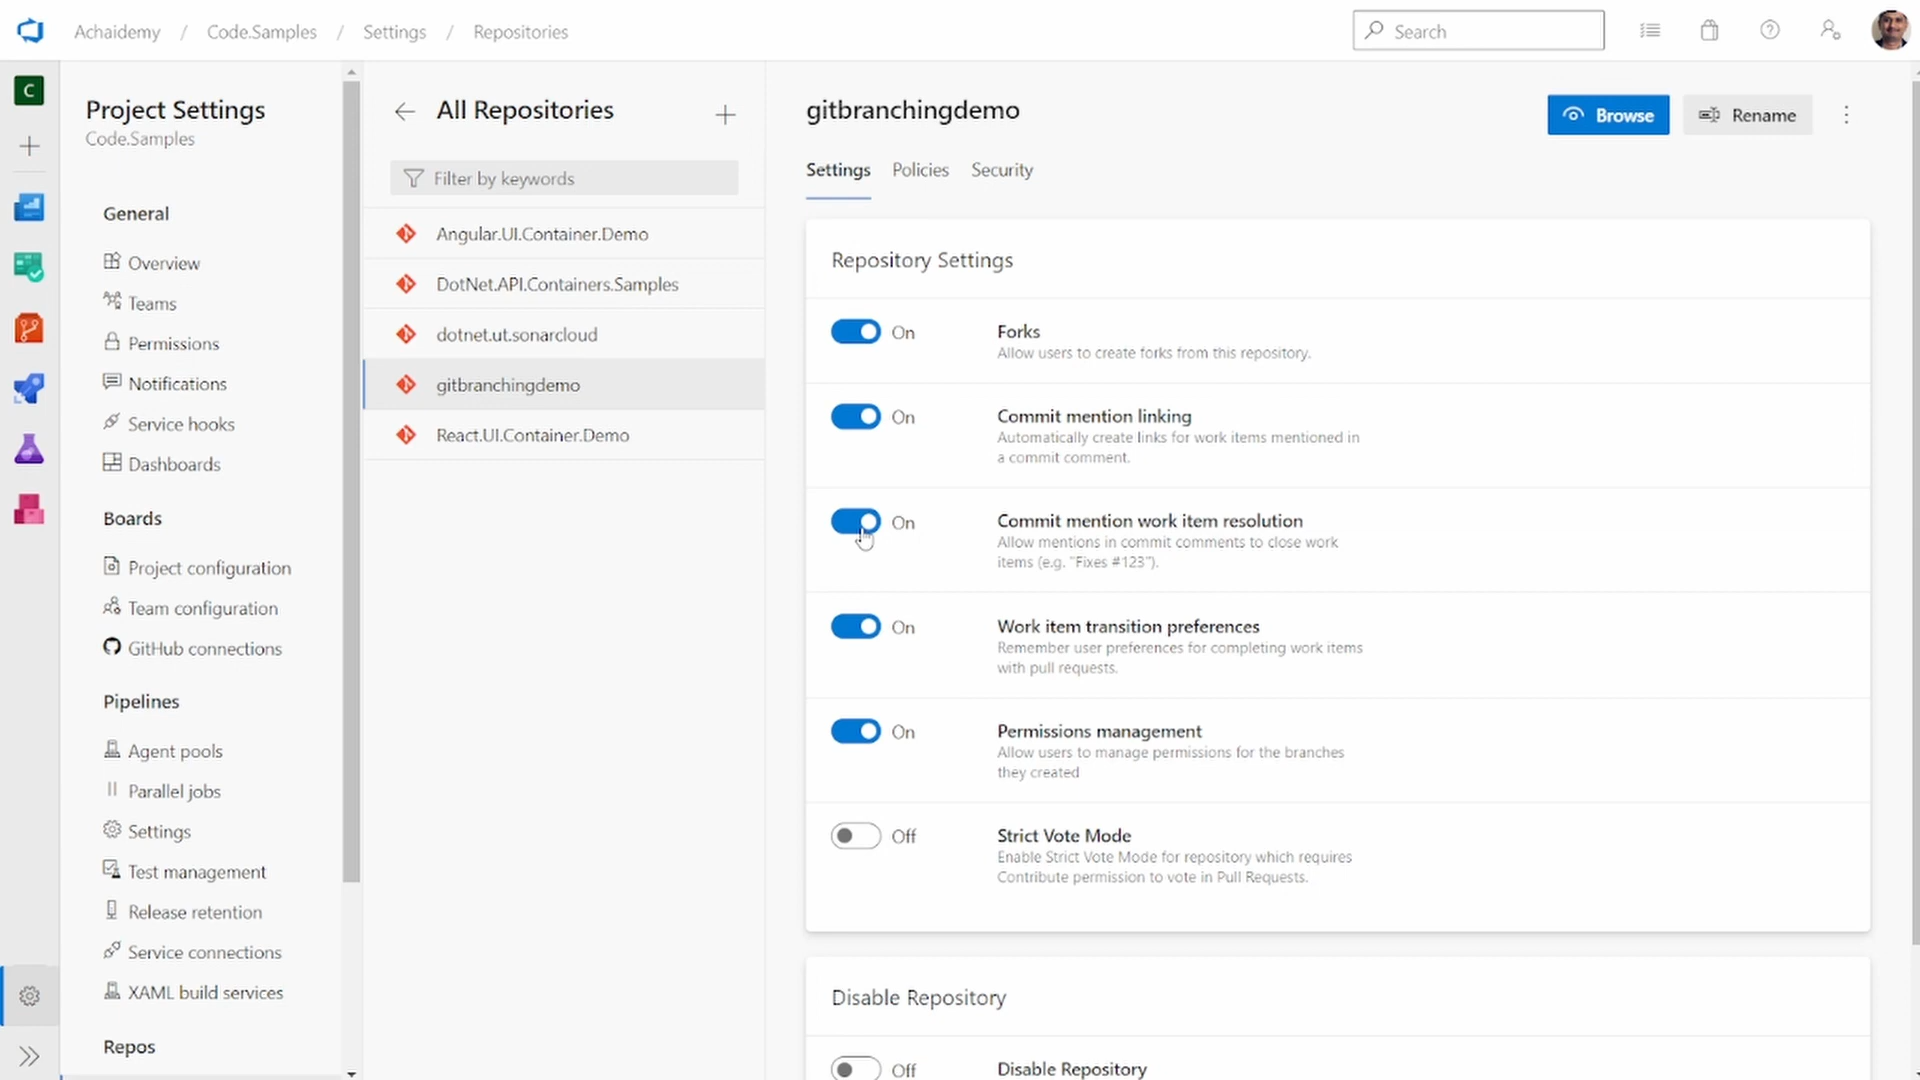 Achaidemy / Code.Samples / Settings / Repositories
Search
C
Project Settings
Code.Samples
General
Overview
Teams
Permissions
Notifications
Service hooks
Dashboards
Boards
Project configuration
Team configuration
GitHub connections
Pipelines
Agent pools
Parallel jobs
Settings
Test management
Release retention
Service connections
XAML build services
Repos
All Repositories
Filter by keywords
Angular.UI.Container.Demo
DotNet.API.Containers.Samples
dotnet.ut.sonarcloud
gitbranchingdemo
React.UI.Container.Demo
gitbranchingdemo
Browse
Rename
Settings Policies Security
Repository Settings
On
Forks
Allow users to create forks from this repository.
On
Commit mention linking
Automatically create links for work items mentioned in
a commit comment.
On
Commit mention work item resolution
Allow mentions in commit comments to close work
items (e.g. "Fixes #123").
On
Work item transition preferences
Remember user preferences for completing work items
with pull requests.
On
Permissions management
Allow users to manage permissions for the branches
they created
Off
Strict Vote Mode
Enable Strict Vote Mode for repository which requires
Contribute permission to vote in Pull Requests.
Disable Repository
Off
Disable Repository